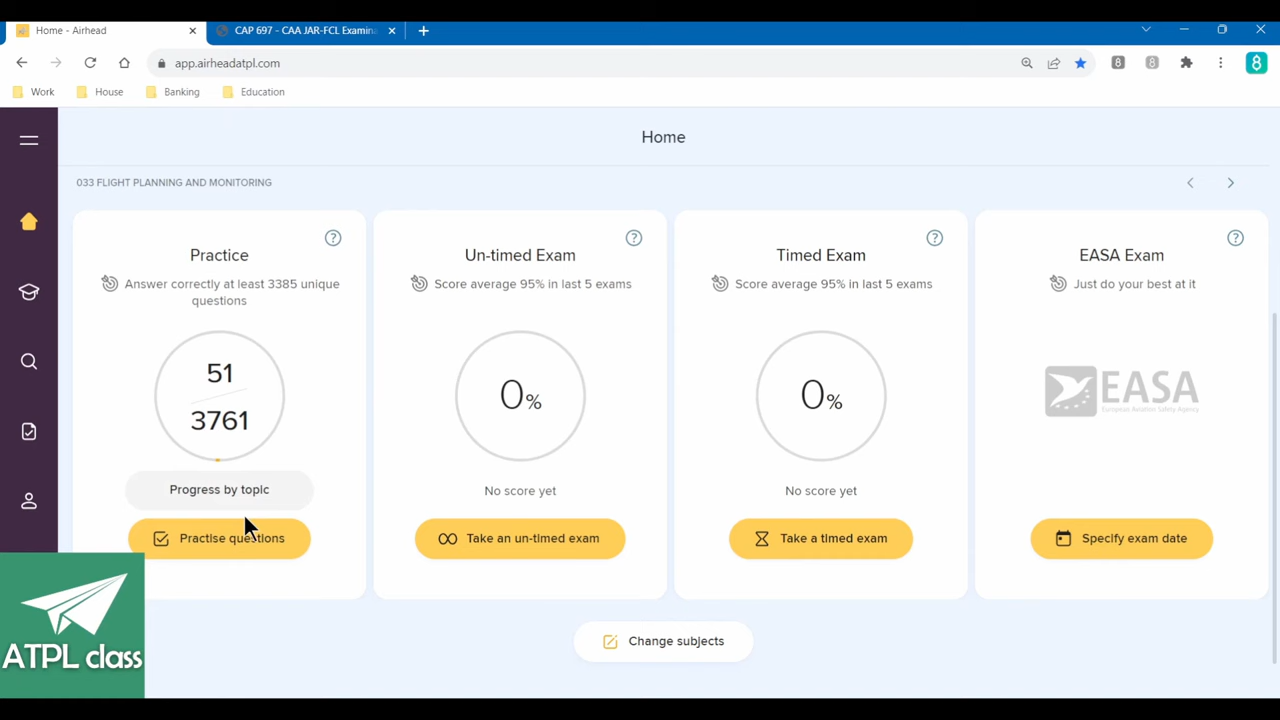 Home - Airhead
CAP 697 - CAA JAR-FCL Examina
app.airheadatpl.com
Work
House
Banking
Education
Home
033 FLIGHT PLANNING AND MONITORING
Practice
Answer correctly at least 3385 unique
questions
51
3761
Progress by topic
Practise questions
Un-timed Exam
Score average 95% in last 5 exams
0%
No score yet
Take an un-timed exam
Timed Exam
Score average 95% in last 5 exams
0%
No score yet
Take a timed exam
EASA Exam
Just do your best at it
EASA
European Aviation Safety Agency
Specify exam date
Change subjects
ATPL class